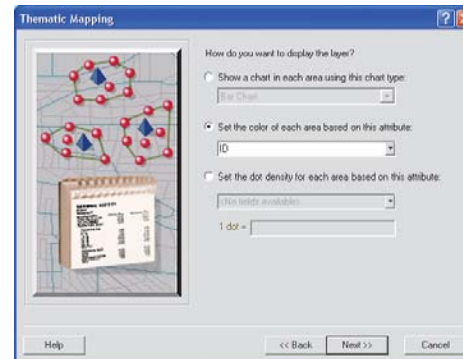 Thematic Mapping
How do you want to display the layer?
Show a chart in each area using this chart type:
Bar Chart
Set the color of each area based on this attribute:
ID
Set the dot density for each area based on this attribute:
<No fields available>
1 dot =
Help
<< Back
Next >>
Cancel